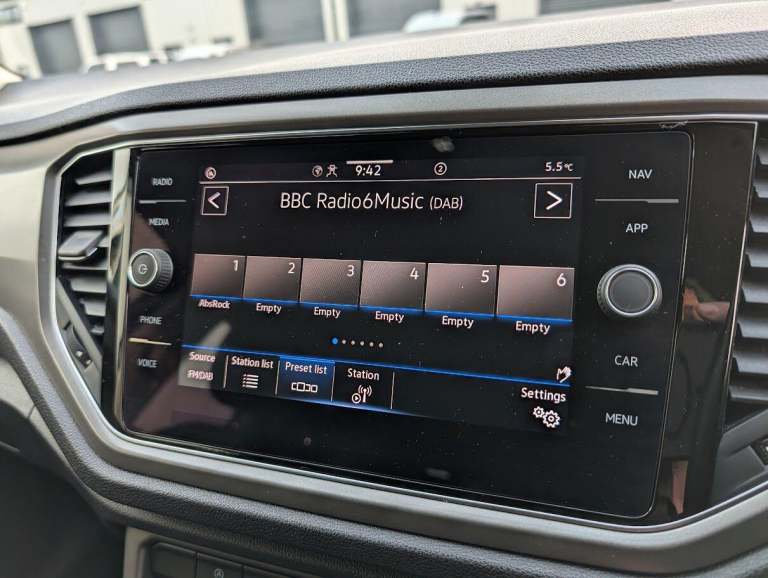 RADIO
MEDIA
PHONE
VOICE
9:42
2
5.5°C
<
BBC Radio6Music (DAB)
>
1
2
3
4
5
6
AbsRock
Empty
Empty
Empty
Empty
Empty
Source
FM/DAB
Station list
Preset list
Station
Settings
NAV
APP
CAR
MENU